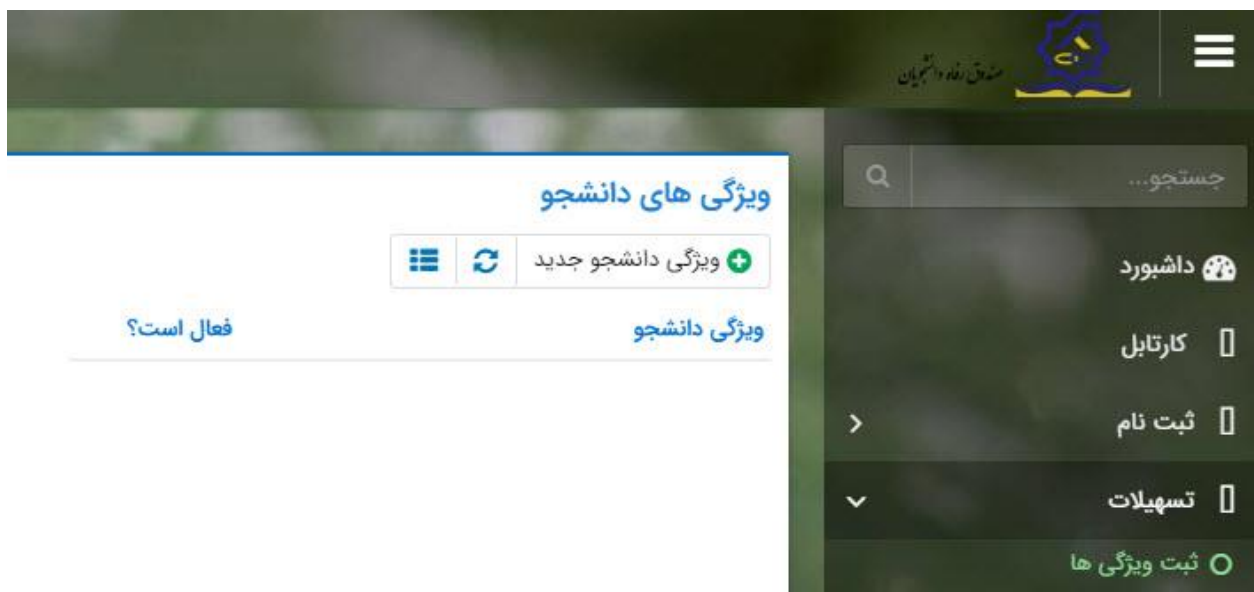 صندوق رفاه دانشجویان
جستجو...
داشبورد
کارتابل
ثبت نام
تسهیلات
ثبت ویژگی ها
ویژگی های دانشجو
ویژگی دانشجو جدید
ویژگی دانشجو فعال است؟